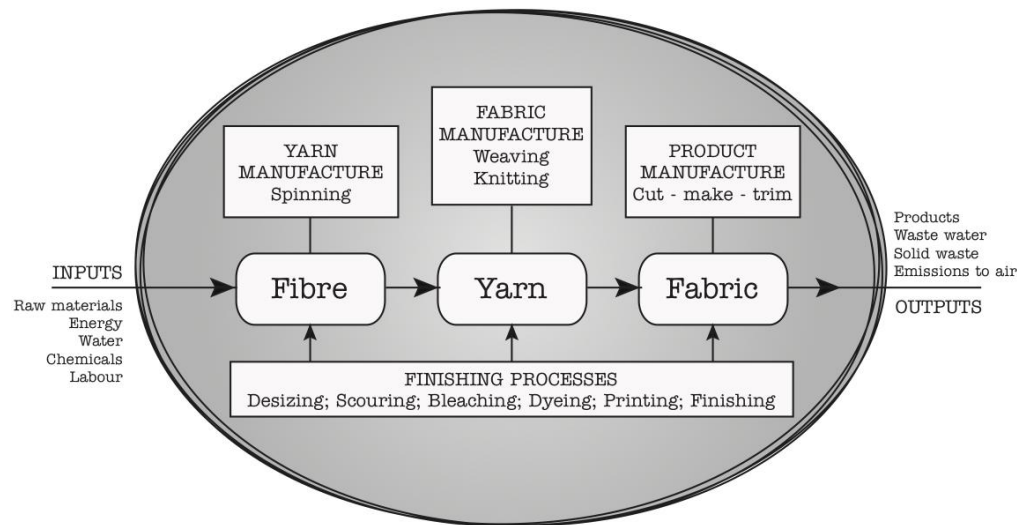 YARN
MANUFACTURE
Spinning
FABRIC
MANUFACTURE
Weaving
Knitting
PRODUCT
MANUFACTURE
Cut - make - trim
INPUTS
Raw materials
Energy
Water
Chemicals
Labour
Fibre
Yarn
Fabric
Products
Waste water
Solid waste
Emissions to air
OUTPUTS
FINISHING PROCESSES
Desizing; Scouring; Bleaching; Dyeing; Printing; Finishing